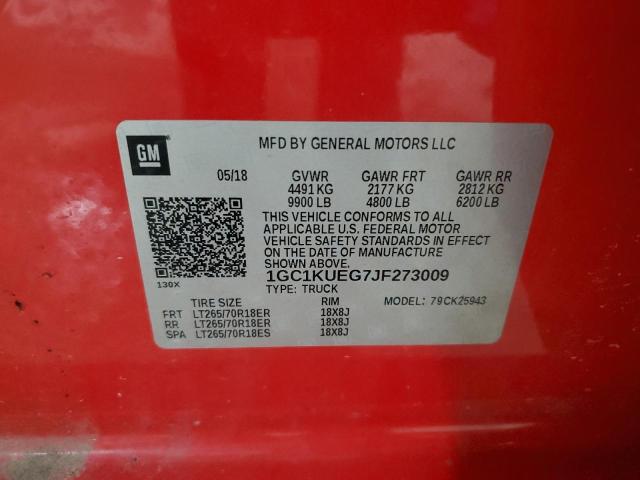 GM
MFD BY GENERAL MOTORS LLC
05/18 GVWR GAWR FRT GAWR RR
4491 KG 2177 KG 2812 KG
9900 LB 4800 LB 6200 LB
THIS VEHICLE CONFORMS TO ALL
APPLICABLE U.S. FEDERAL MOTOR
VEHICLE SAFETY STANDARDS IN EFFECT
ON THE DATE OF MANUFACTURE
SHOWN ABOVE.
1GC1KUEG7JF273009
130X TYPE: TRUCK
TIRE SIZE RIM MODEL: 79CK25943
FRT LT265/70R18ER 18X8J
RR LT265/70R18ER 18X8J
SPA LT265/70R18ES 18X8J